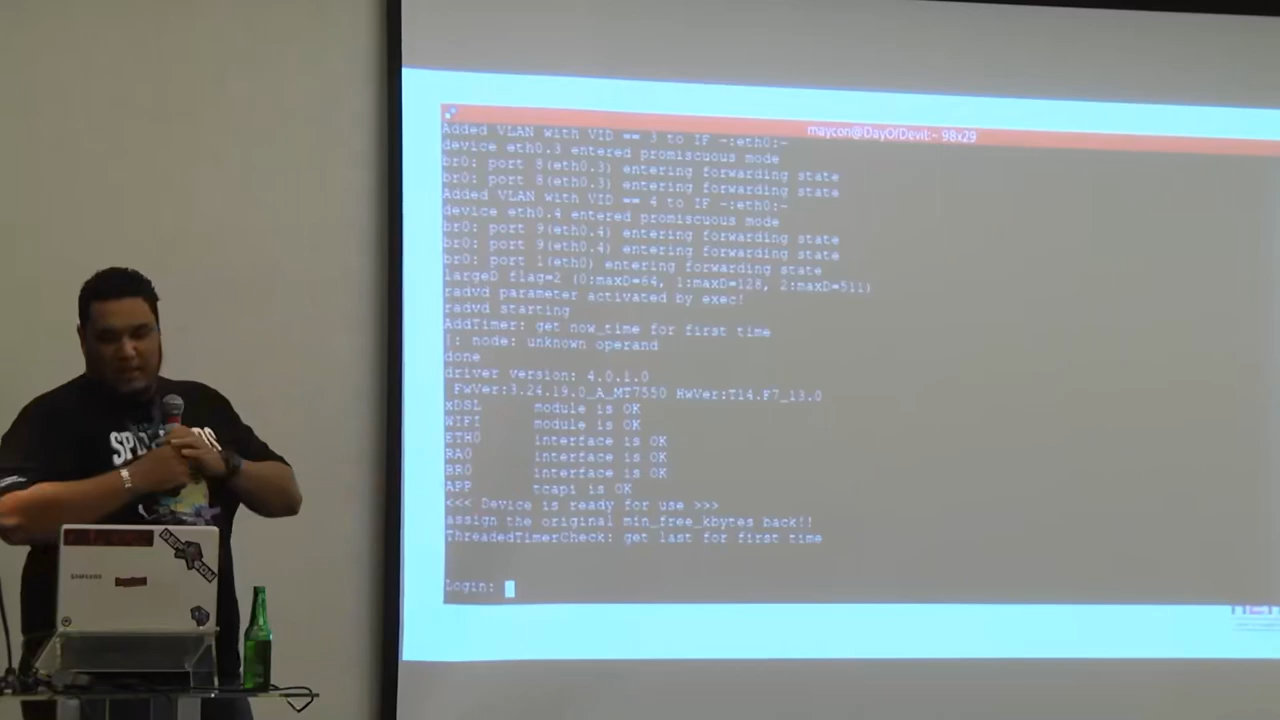 maycon@DayOfDevil:~ 98x29
Added VLAN with VID == 3 to IF -:eth0:-
device eth0.3 entered promiscuous mode
br0: port 8(eth0.3) entering forwarding state
br0: port 8(eth0.3) entering forwarding state
Added VLAN with VID == 4 to IF -:eth0:-
device eth0.4 entered promiscuous mode
br0: port 9(eth0.4) entering forwarding state
br0: port 9(eth0.4) entering forwarding state
br0: port 1(eth0) entering forwarding state
largeD flag=2 (0:maxD=64, 1:maxD=128, 2:maxD=511)
radvd parameter activated by exec!
radvd starting
AddTimer: get now_time for first time
[: node: unknown operand
done
driver version: 4.0.1.0
FwVer:3.24.19.0_A_MT7550 HwVer:T14.F7_13.0
xDSL module is OK
WIFI module is OK
ETH0 interface is OK
RA0 interface is OK
BR0 interface is OK
APP tcapi is OK
<<< Device is ready for use >>>
assign the original min_free_kbytes back!!
ThreadedTimerCheck: get last for first time
Login:
SAMSUNG